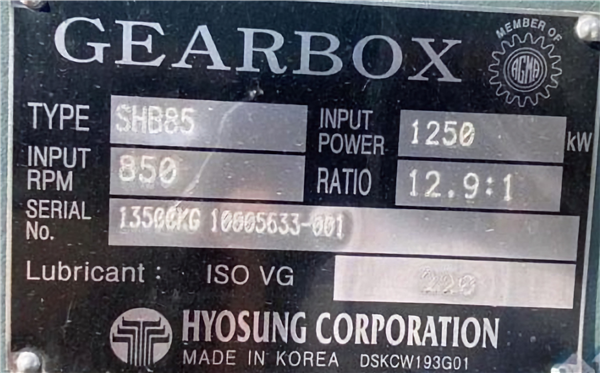 GEARBOX
MEMBER OF
AGMA
TYPE SHB85 INPUT POWER 1250 kW
INPUT RPM 850 RATIO 12.9:1
SERIAL No. 13500KG 10005633-001
Lubricant : ISO VG 220
HYOSUNG CORPORATION
MADE IN KOREA DSKCW193G01